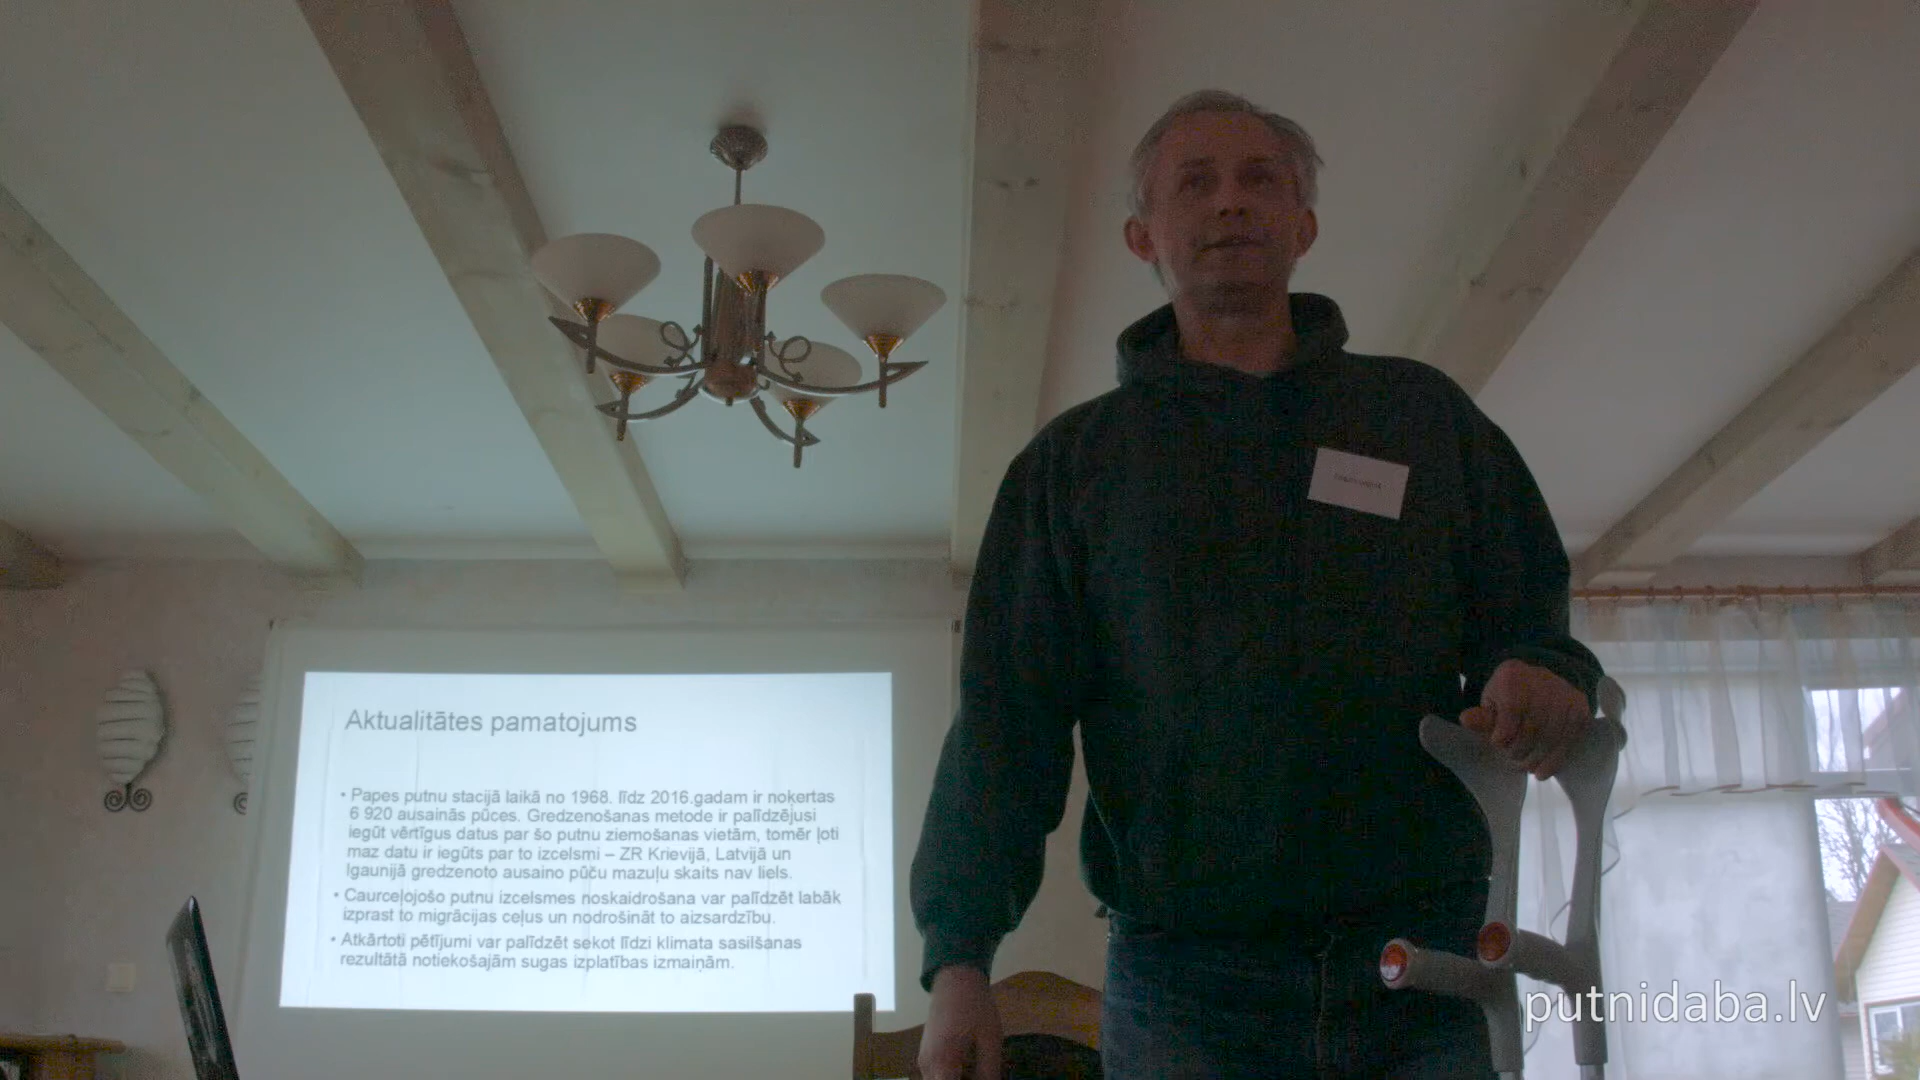 Aktualitātes pamatojums
• Papes putnu stacijā laikā no 1968. līdz 2016.gadam ir noķertas
6 920 ausainās pūces. Gredzenošanas metode ir palīdzējusi
iegūt vērtīgus datus par šo putnu ziemošanas vietām, tomēr ļoti
maz datu ir iegūts par to izcelsmi – ZR Krievijā, Latvijā un
Igaunijā gredzenoto ausaino pūču mazuļu skaits nav liels.
• Caurceļojošo putnu izcelsmes noskaidrošana var palīdzēt labāk
izprast to migrācijas ceļus un nodrošināt to aizsardzību.
• Atkārtoti pētījumi var palīdzēt sekot līdzi klimata sasilšanas
rezultātā notiekošajām sugas izplatības izmaiņām.
putnidaba.lv